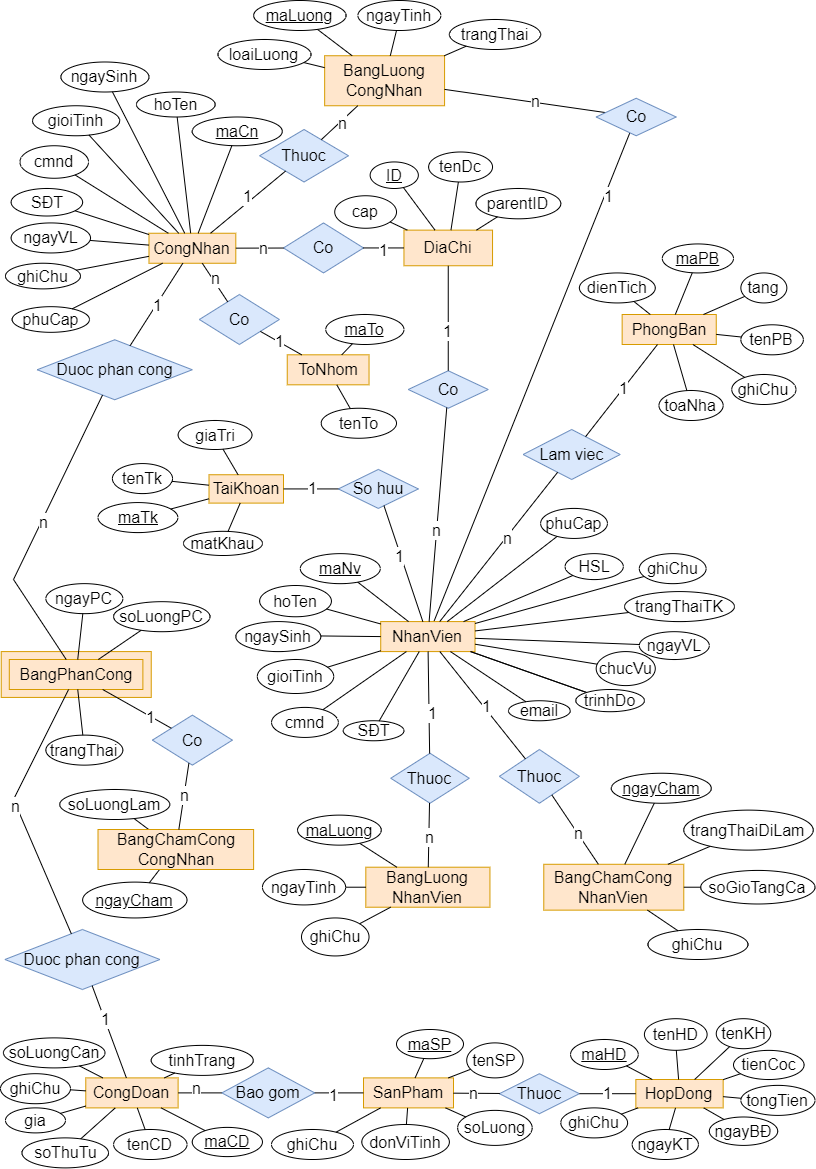 maLuong
ngayTinh
trangThai
loaiLuong
BangLuong
CongNhan
n
Co
ngaySinh
hoTen
gioiTinh
maCn
n
Thuoc
cmnd
ID
tenDc
SĐT
1
1
cap
parentID
ngayVL
CongNhan
n
Co
1
DiaChi
ghiChu
n
maPB
dienTich
tang
phuCap
1
Co
maTo
1
PhongBan
tenPB
1
ToNhom
Duoc phan cong
Co
1
ghiChu
toaNha
tenTo
giaTri
Lam viec
tenTk
TaiKhoan
1
So huu
maTk
n
phuCap
n
n
matKhau
1
maNv
HSL
ghiChu
ngayPC
hoTen
trangThaiTK
soLuongPC
ngaySinh
NhanVien
ngayVL
BangPhanCong
gioiTinh
chucVu
trinhDo
1
cmnd
SĐT
1
1
email
trangThai
Co
Thuoc
Thuoc
n
n
soLuongLam
ngayCham
BangChamCong
CongNhan
maLuong
n
n
trangThaiDiLam
ngayCham
ngayTinh
BangLuong
NhanVien
BangChamCong
NhanVien
soGioTangCa
ghiChu
ghiChu
Duoc phan cong
1
soLuongCan
tinhTrang
maSP
tenHD
tenKH
maHD
tenSP
tienCoc
ghiChu
CongDoan
n
Bao gom
1
SanPham
n
Thuoc
1
HopDong
tongTien
gia
ghiChu
soThuTu
tenCD
maCD
ghiChu
donViTinh
soLuong
ngayKT
ngayBĐ